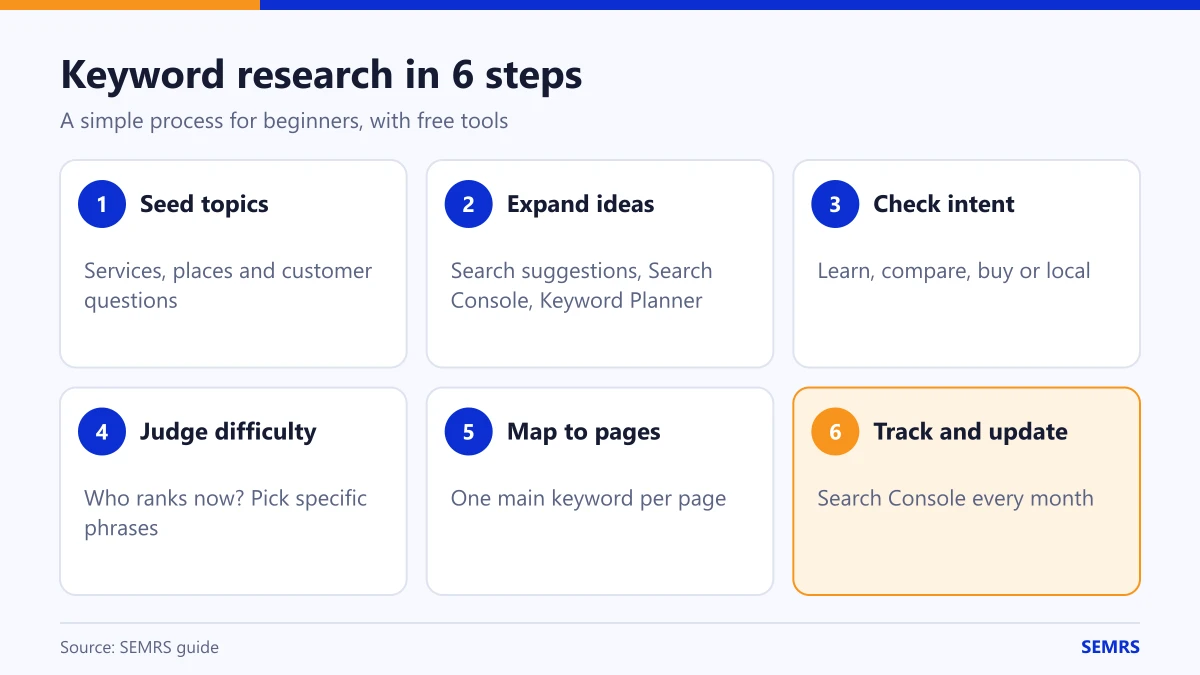 Keyword research in 6 steps
A simple process for beginners, with free tools
1 Seed topics
Services, places and customer
questions
2 Expand ideas
Search suggestions, Search
Console, Keyword Planner
3 Check intent
Learn, compare, buy or local
4 Judge difficulty
Who ranks now? Pick specific
phrases
5 Map to pages
One main keyword per page
6 Track and update
Search Console every month
Source: SEMRS guide
SEMRS